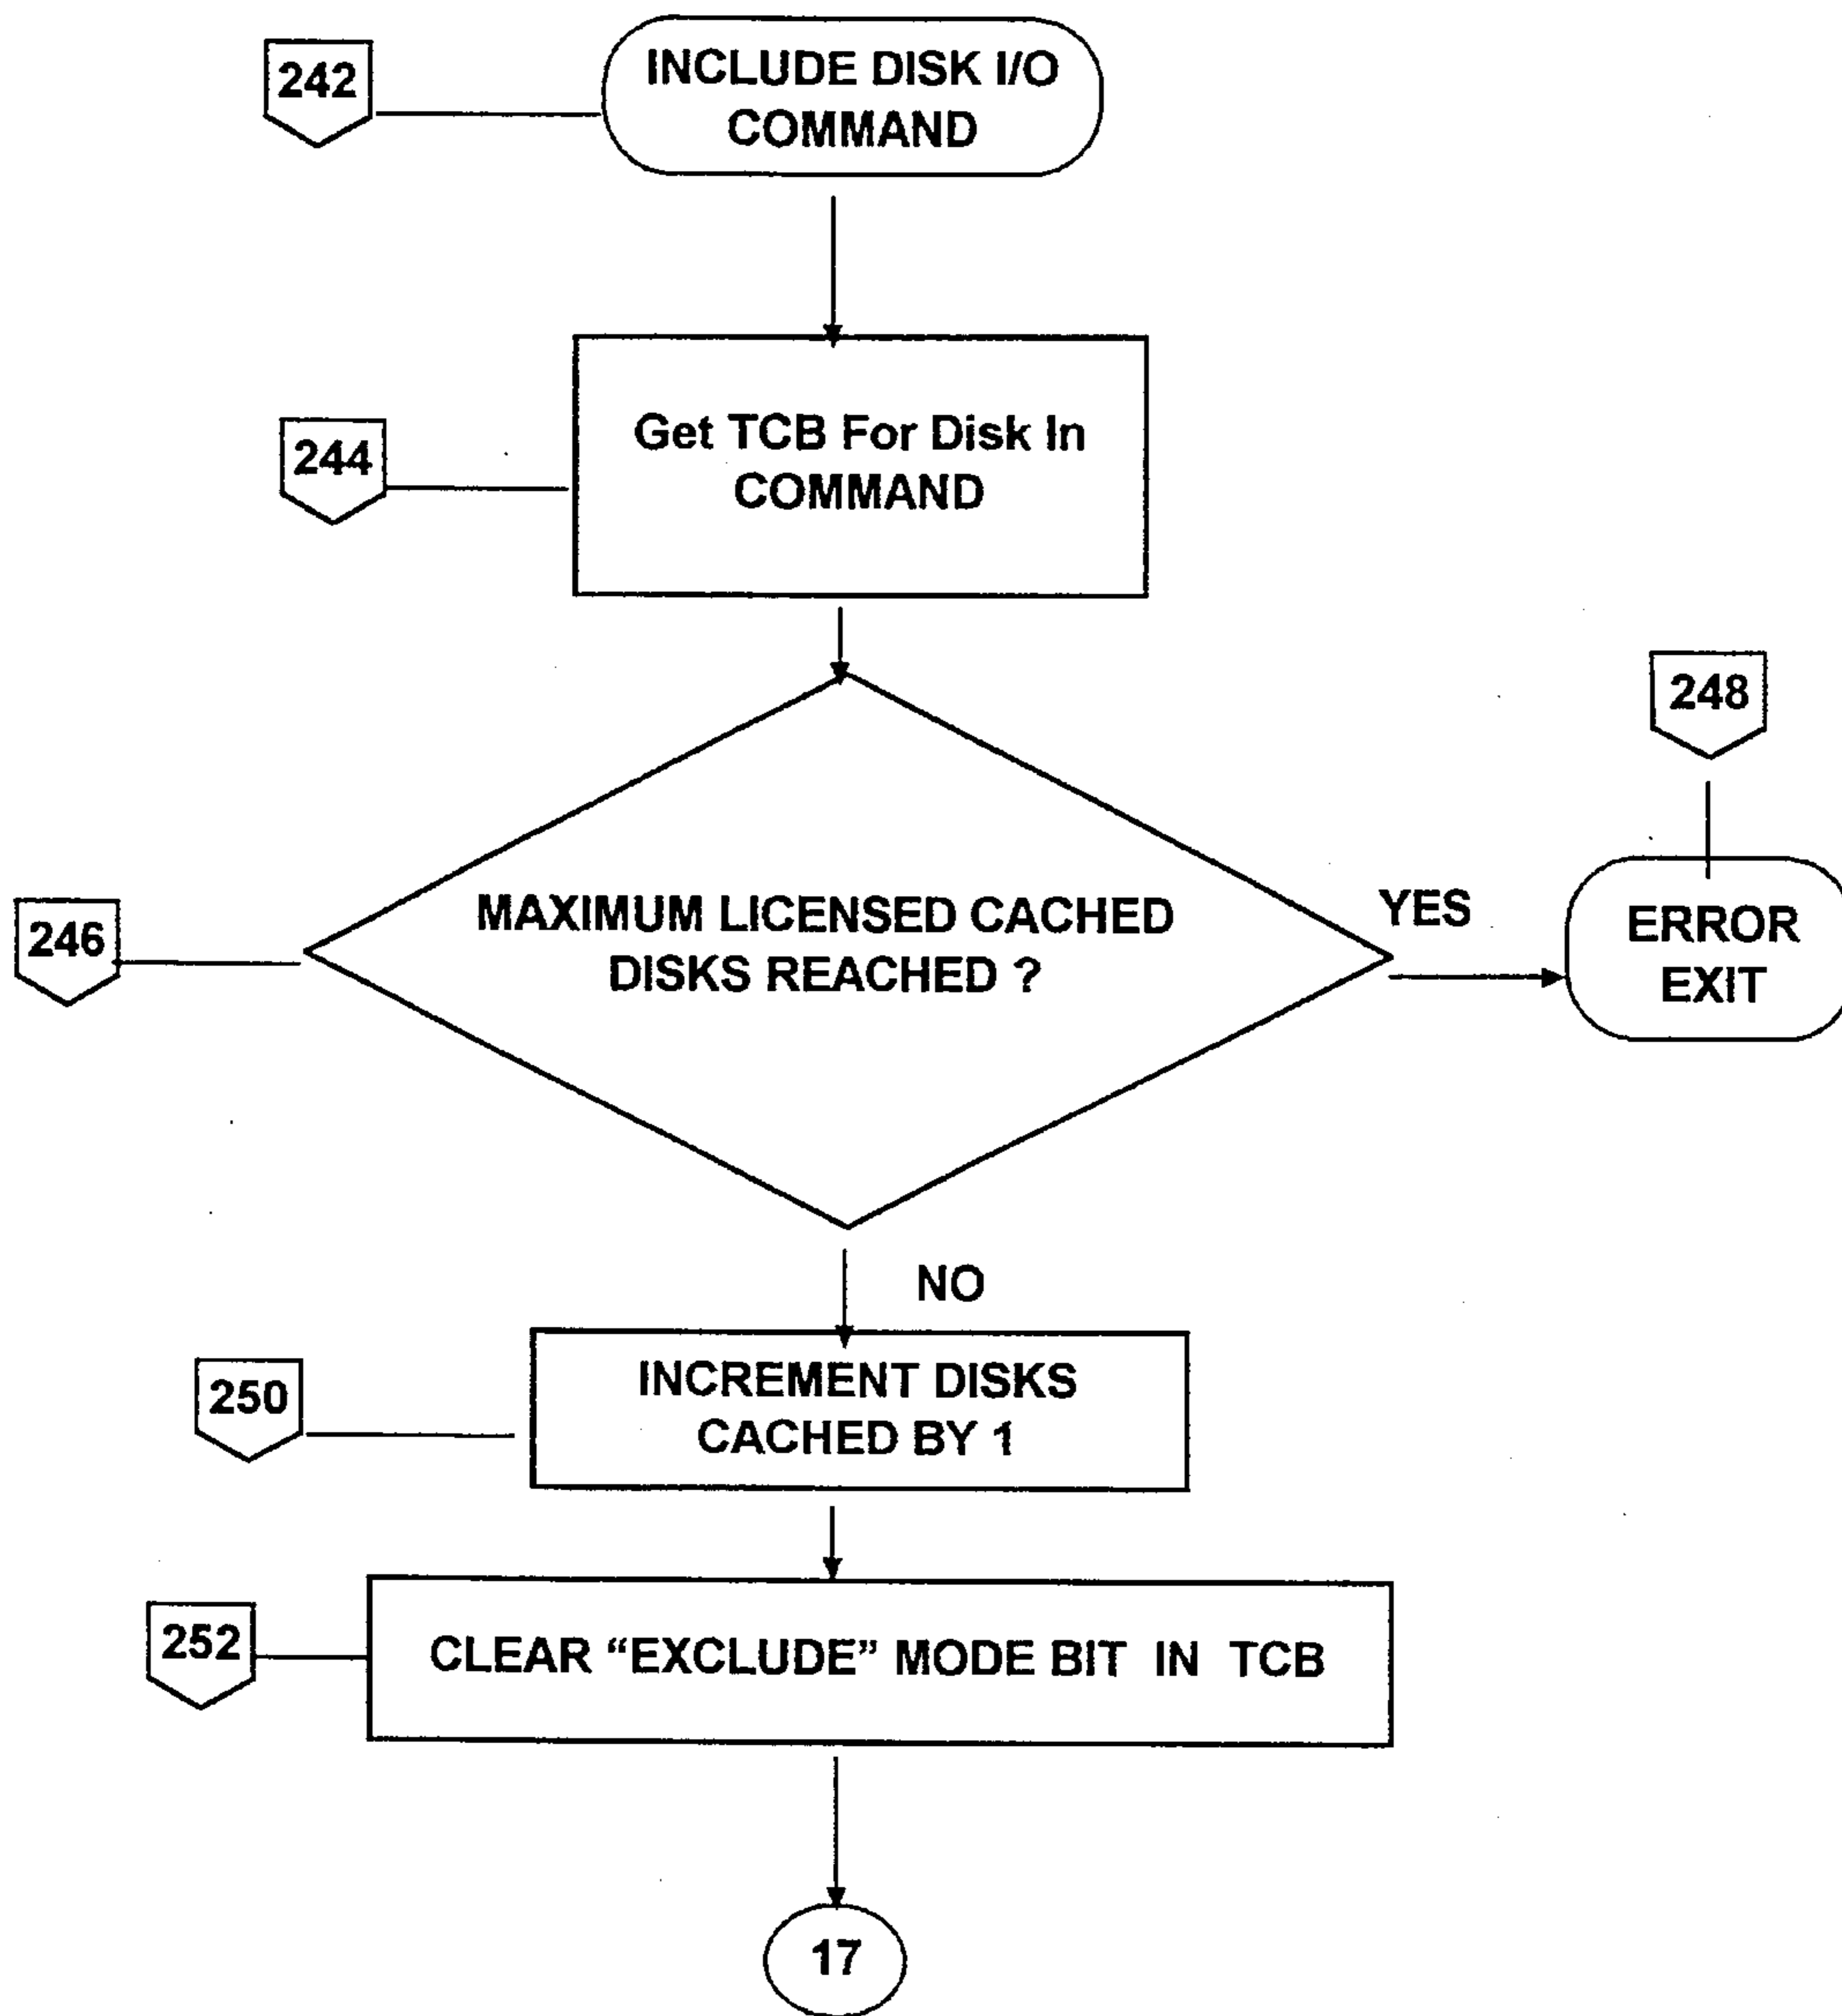 242
INCLUDE DISK I/O
COMMAND
244
Get TCB For Disk In
COMMAND
248
246
MAXIMUM LICENSED CACHED
DISKS REACHED ?
YES
ERROR
EXIT
NO
250
INCREMENT DISKS
CACHED BY 1
252
CLEAR “EXCLUDE” MODE BIT IN TCB
17